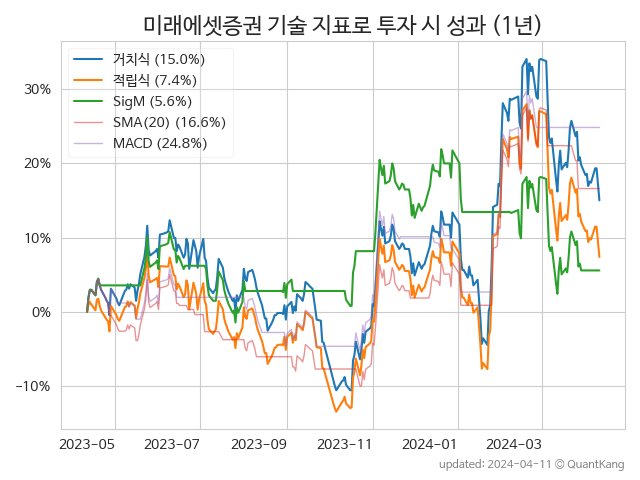 미래에셋증권 기술 지표로 투자 시 성과 (1년)
거치식 (15.0%)
적립식 (7.4%)
SigM (5.6%)
SMA(20) (16.6%)
MACD (24.8%)
30%
20%
10%
0%
−10%
2023-05 2023-07 2023-09 2023-11 2024-01 2024-03
updated: 2024-04-11 © QuantKang